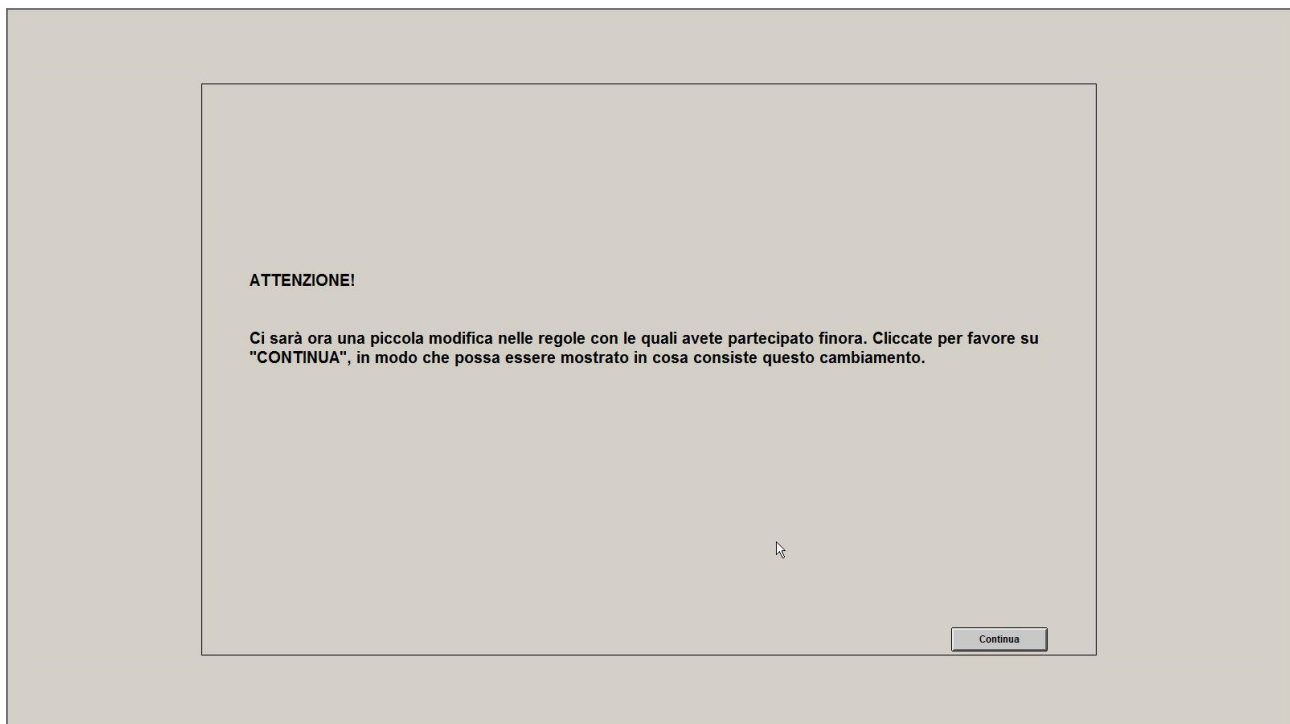 ATTENZIONE!
Ci sarà ora una piccola modifica nelle regole con le quali avete partecipato finora. Cliccate per favore su
"CONTINUA", in modo che possa essere mostrato in cosa consiste questo cambiamento.
Continua